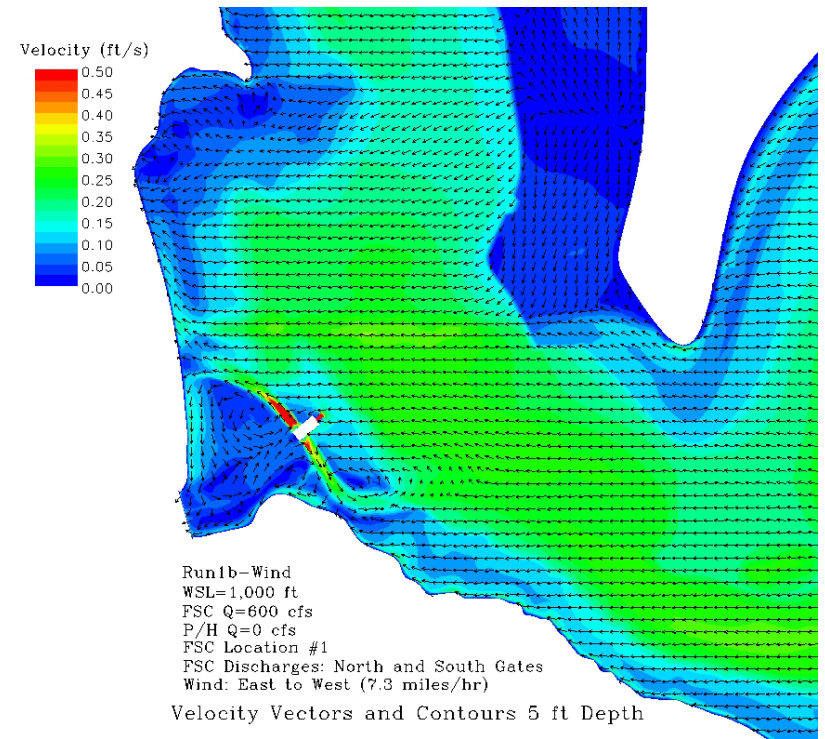 Velocity (ft/s)
0.50
0.45
0.40
0.35
0.30
0.25
0.20
0.15
0.10
0.05
0.00
Run1b-Wind
WSL=1,000 ft
FSC Q=600 cfs
P/H Q=0 cfs
FSC Location #1
FSC Discharges: North and South Gates
Wind: East to West (7.3 miles/hr)
Velocity Vectors and Contours 5 ft Depth